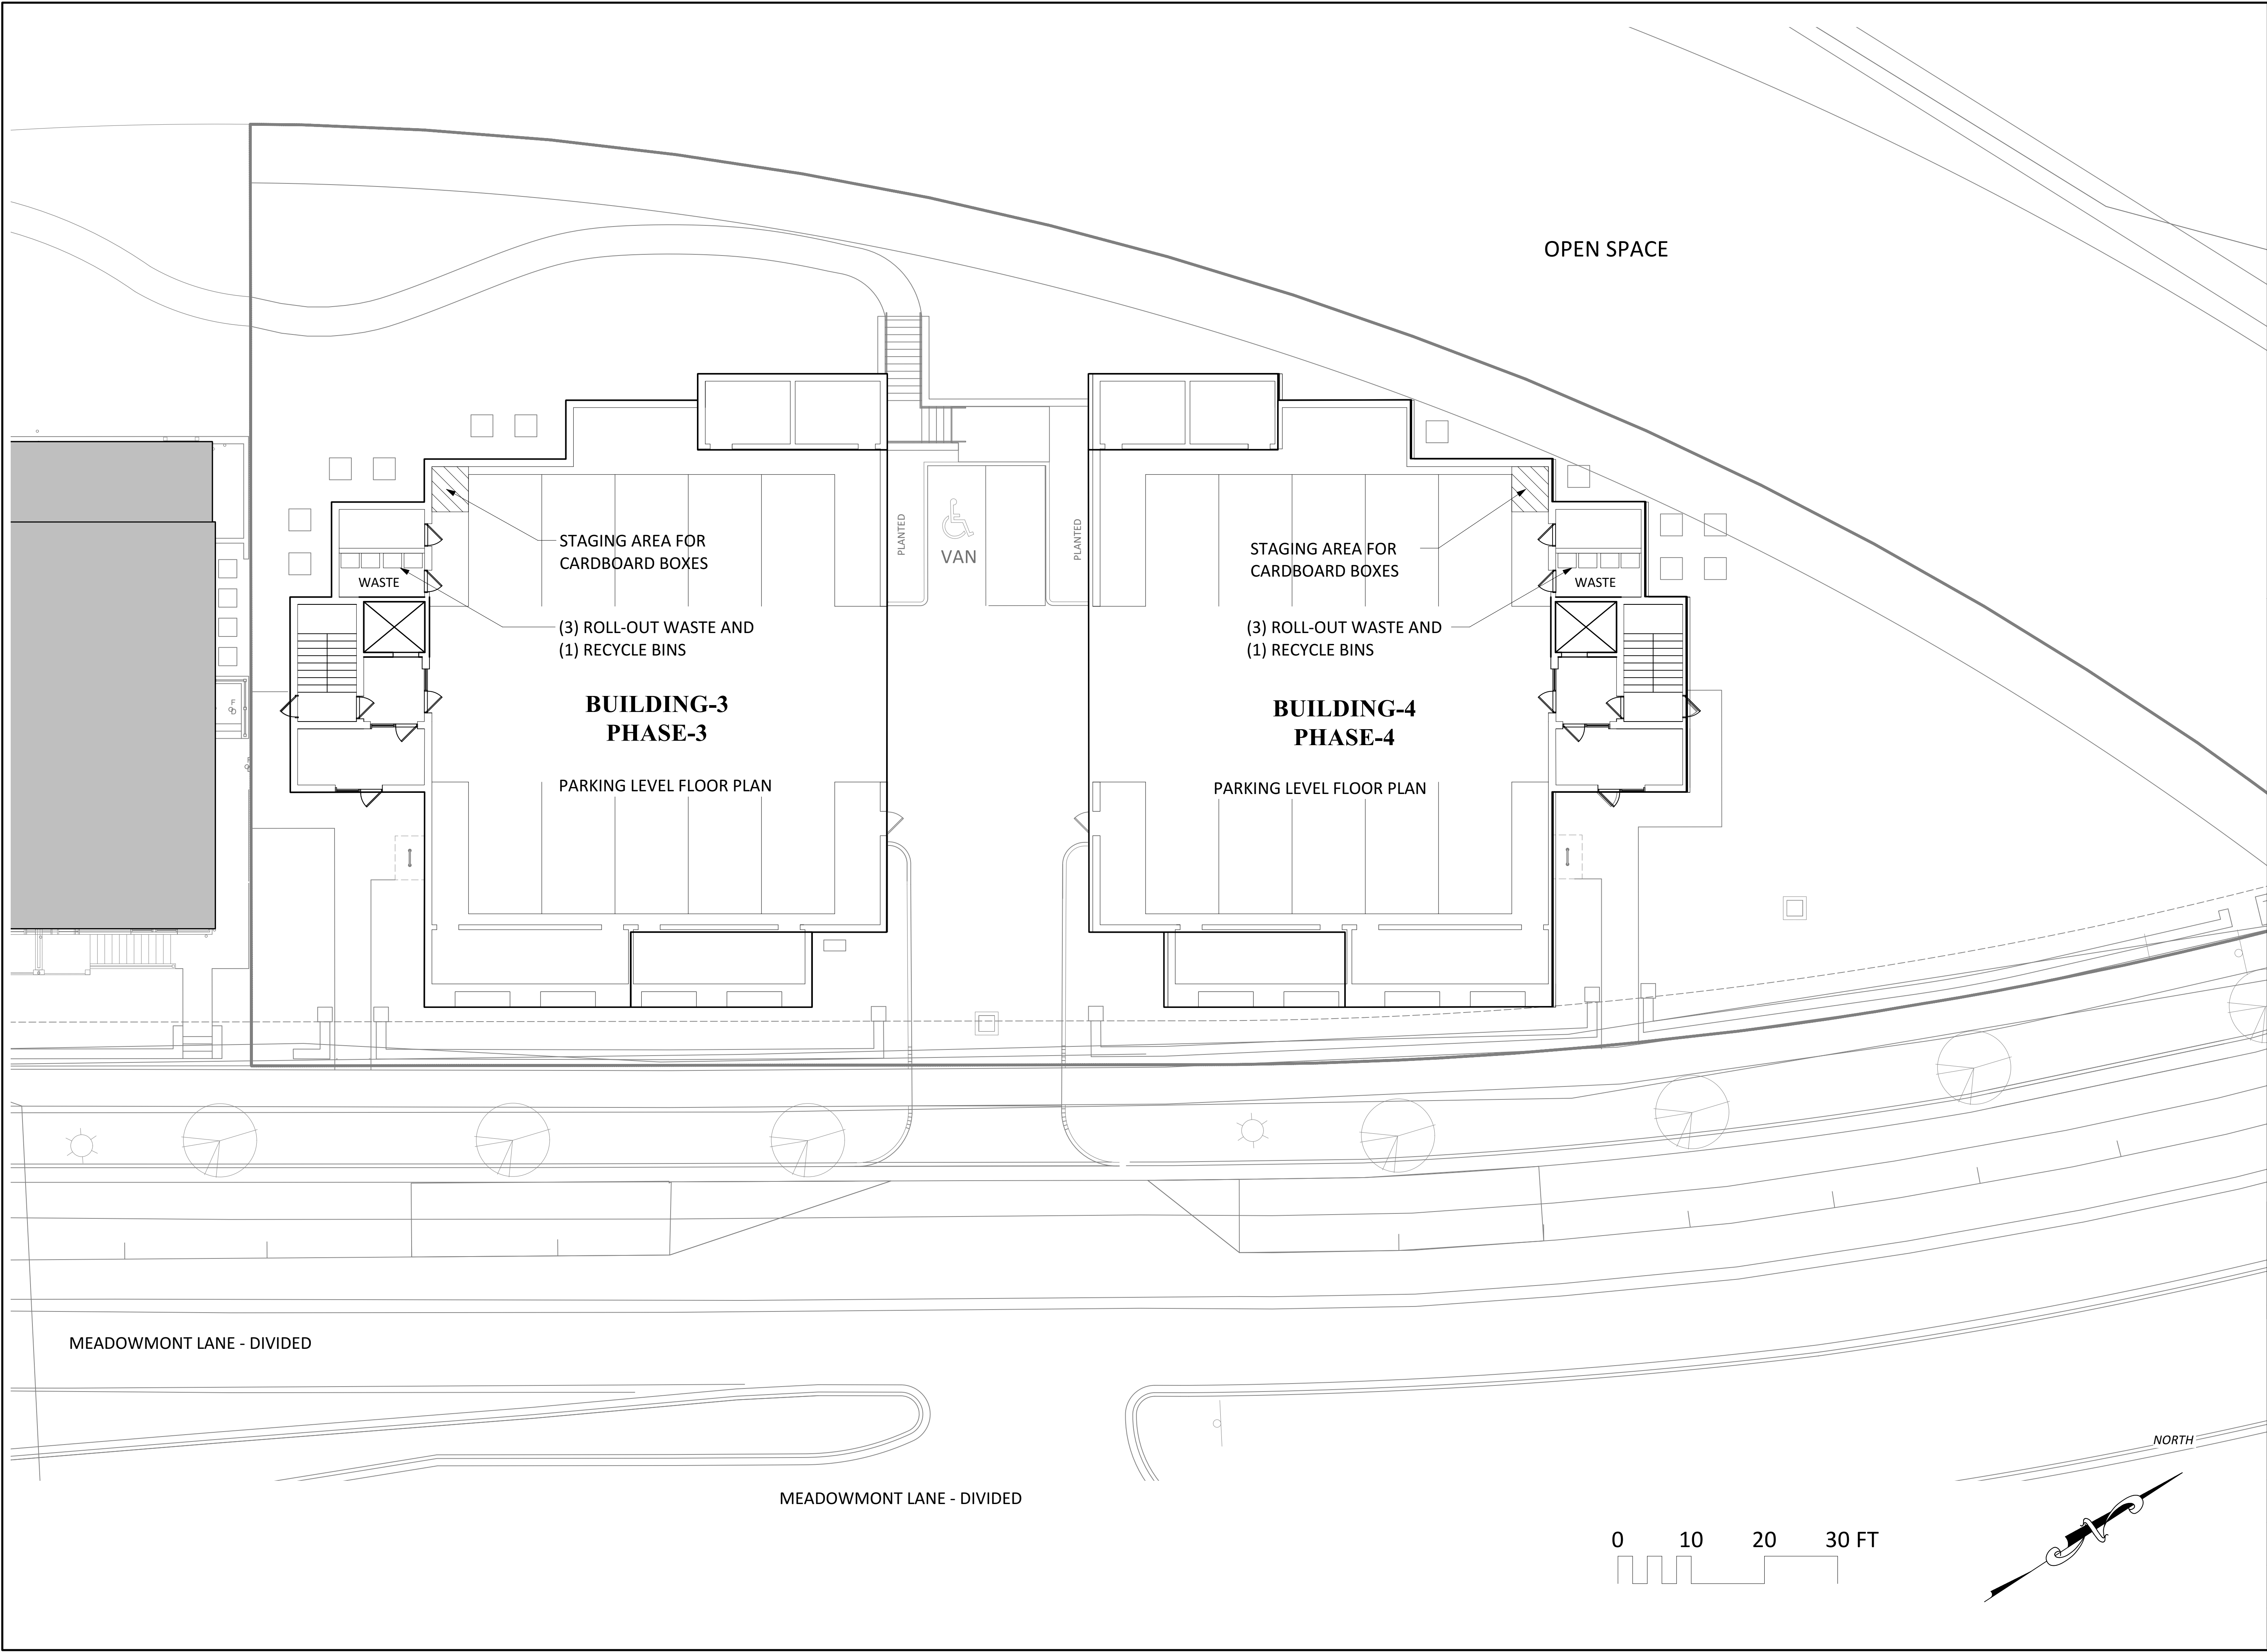 OPEN SPACE
STAGING AREA FOR
CARDBOARD BOXES
PLANTED
VAN
PLANTED
STAGING AREA FOR
CARDBOARD BOXES
WASTE
WASTE
(3) ROLL-OUT WASTE AND
(1) RECYCLE BINS
(3) ROLL-OUT WASTE AND
(1) RECYCLE BINS
F
BUILDING-3
PHASE-3
BUILDING-4
PHASE-4
PARKING LEVEL FLOOR PLAN
PARKING LEVEL FLOOR PLAN
MEADOWMONT LANE - DIVIDED
NORTH
MEADOWMONT LANE - DIVIDED
0 10 20 30 FT